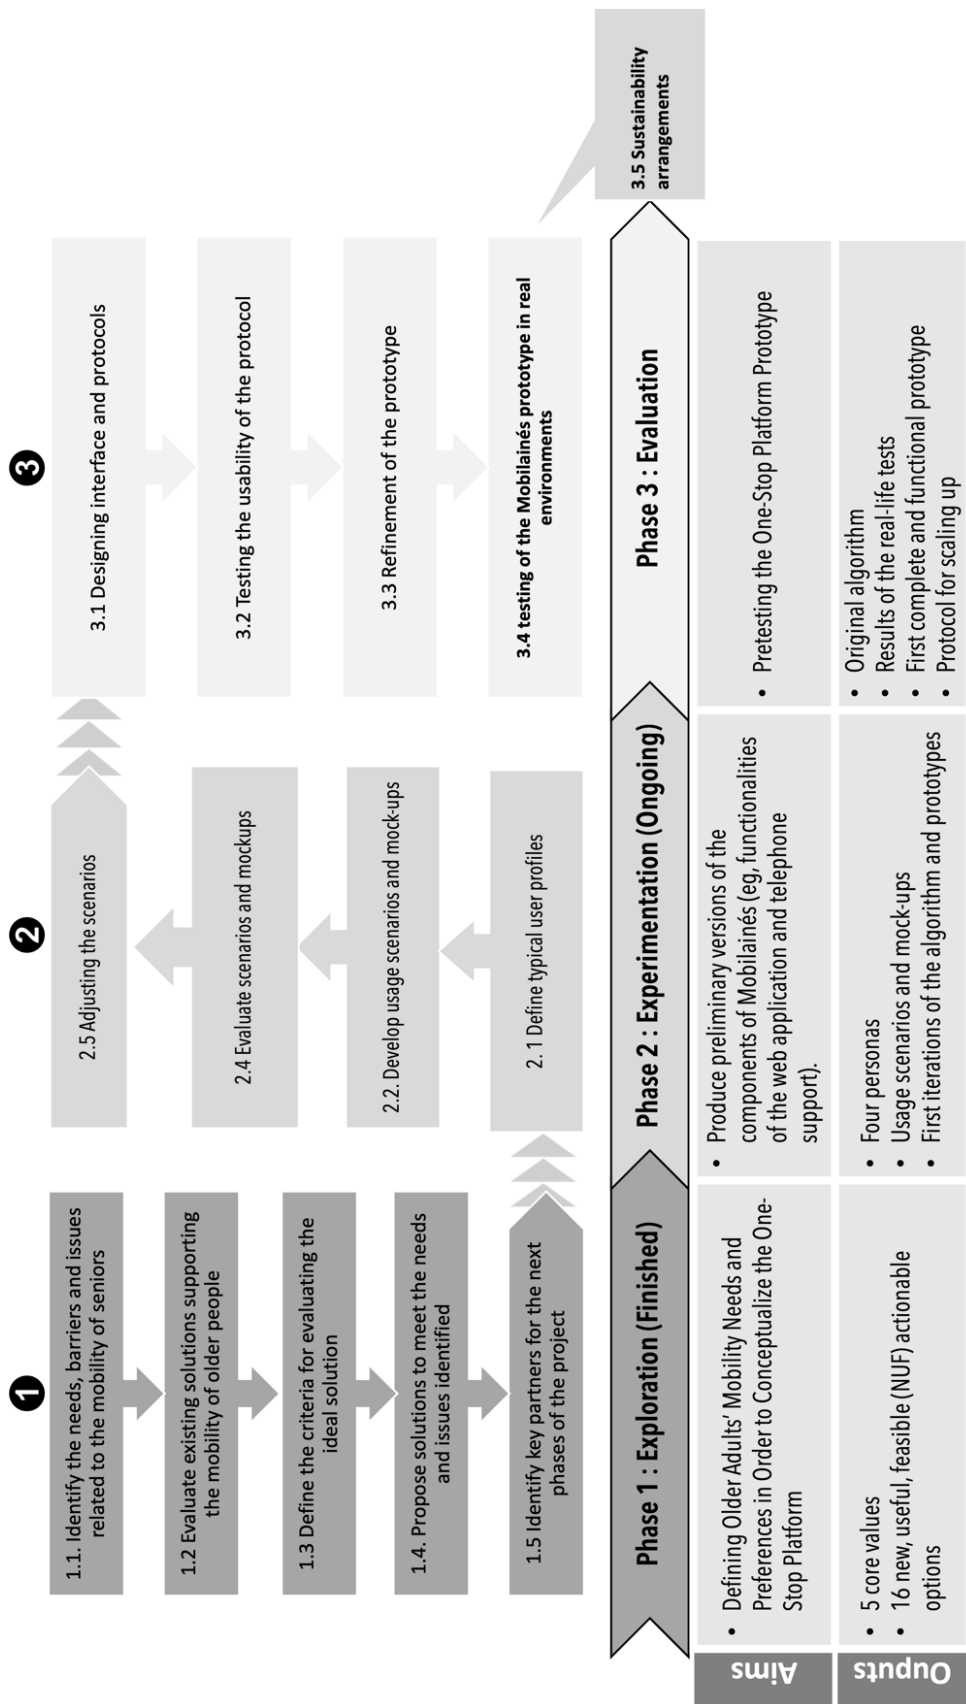 1
1.1. Identify the needs, barriers and issues
related to the mobility of seniors
1.2 Evaluate existing solutions supporting
the mobility of older people
1.3 Define the criteria for evaluating the
ideal solution
1.4. Propose solutions to meet the needs
and issues identified
1.5 Identify key partners for the next
phases of the project
2
2.5 Adjusting the scenarios
2.4 Evaluate scenarios and mockups
2.2. Develop usage scenarios and mock-ups
2. 1 Define typical user profiles
3
3.1 Designing interface and protocols
3.2 Testing the usability of the protocol
3.3 Refinement of the prototype
3.4 testing of the Mobilainés prototype in real
environments
3.5 Sustainability
arrangements
Phase 1 : Exploration (Finished)
Phase 2 : Experimentation (Ongoing)
Phase 3 : Evaluation
Aims
• Defining Older Adults’ Mobility Needs and
Preferences in Order to Conceptualize the One-
Stop Platform
• Produce preliminary versions of the
components of Mobilainés (eg, functionalities
of the web application and telephone
support).
• Pretesting the One-Stop Platform Prototype
Ouputs
• 5 core values
• 16 new, useful, feasible (NUF) actionable
options
• Four personas
• Usage scenarios and mock-ups
• First iterations of the algorithm and prototypes
• Original algorithm
• Results of the real-life tests
• First complete and functional prototype
• Protocol for scaling up